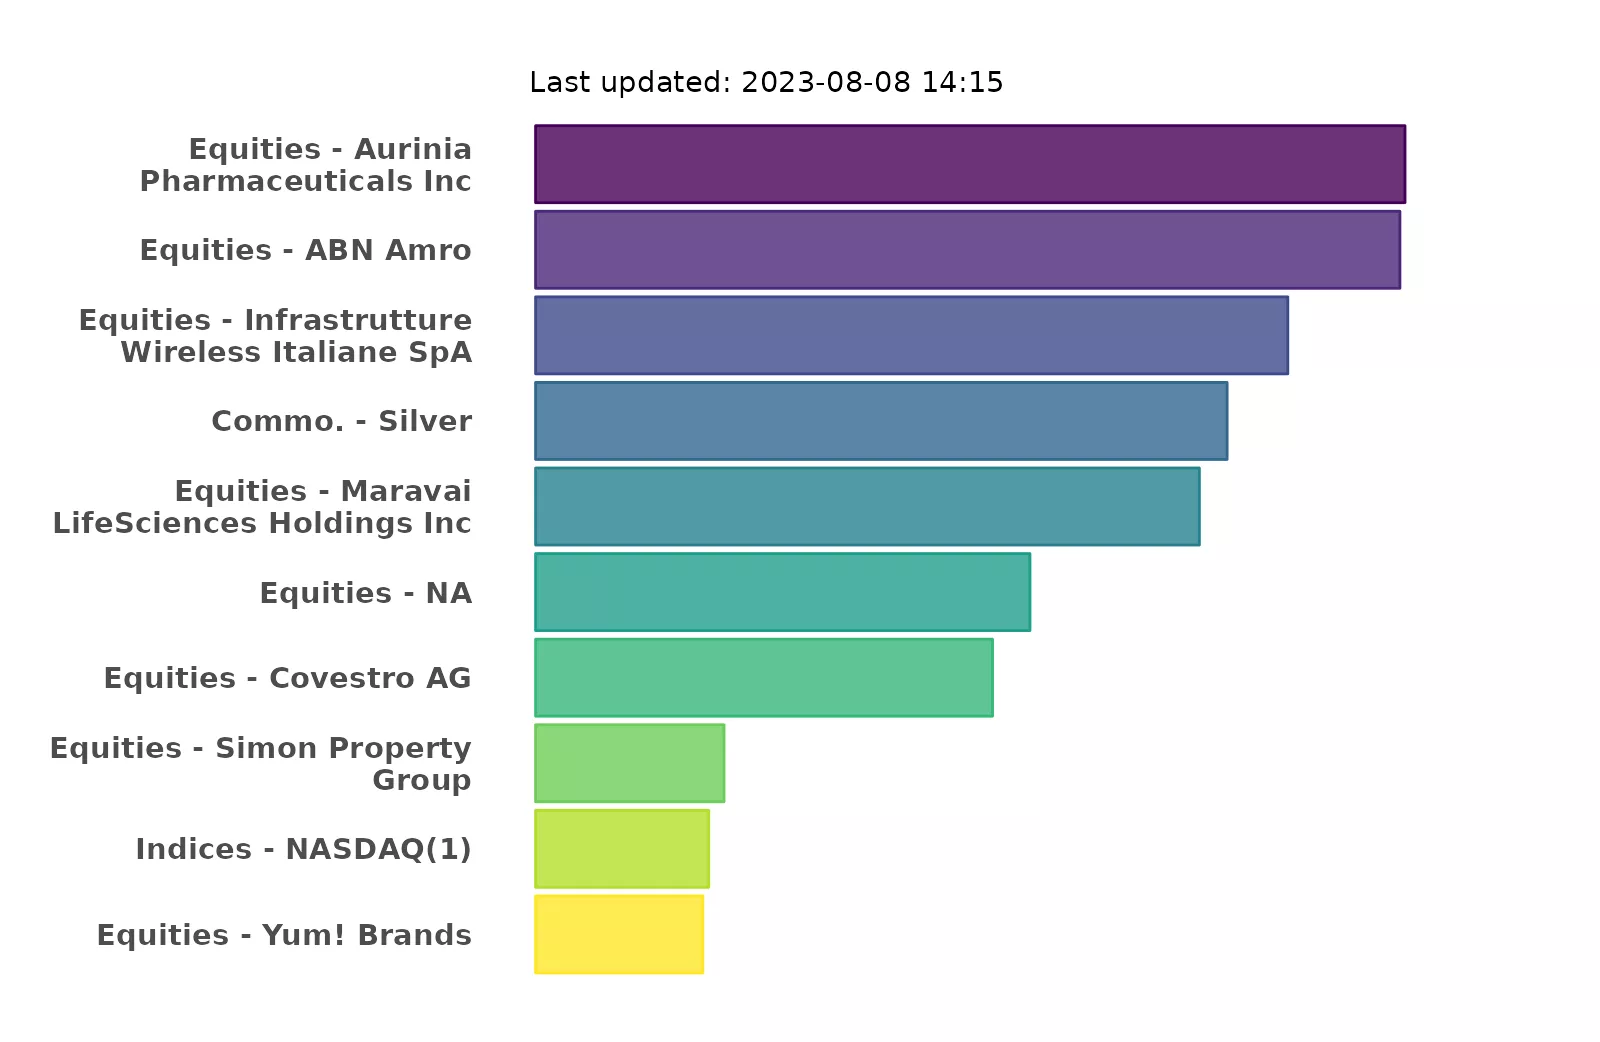 Last updated: 2023-08-08 14:15
Equities - Aurinia
Pharmaceuticals Inc
Equities - ABN Amro
Equities - Infrastrutture
Wireless Italiane SpA
Commo. - Silver
Equities - Maravai
LifeSciences Holdings Inc
Equities - NA
Equities - Covestro AG
Equities - Simon Property
Group
Indices - NASDAQ(1)
Equities - Yum! Brands